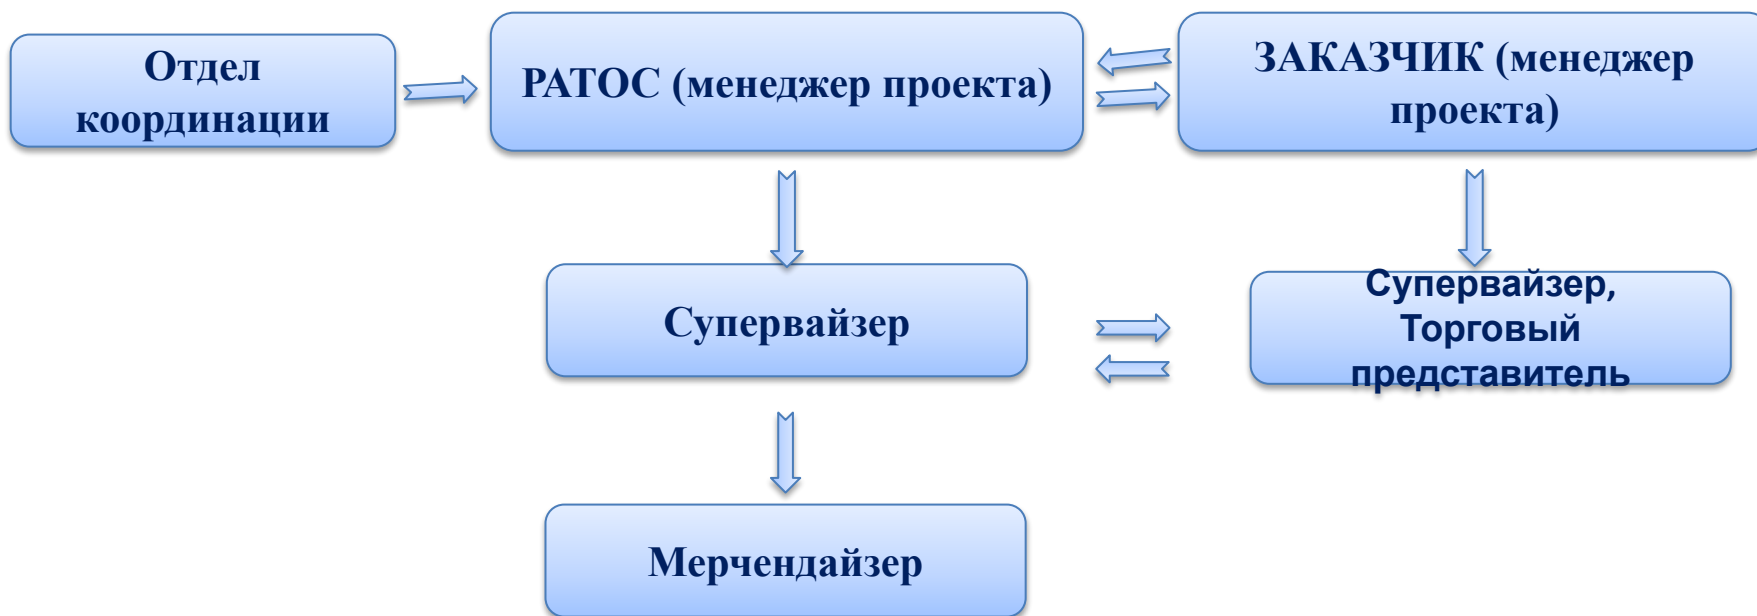 Отдел
координации
РАТОС (менеджер проекта)
ЗАКАЗЧИК (менеджер
проекта)
Супервайзер
Супервайзер,
Торговый
представитель
Мерчендайзер